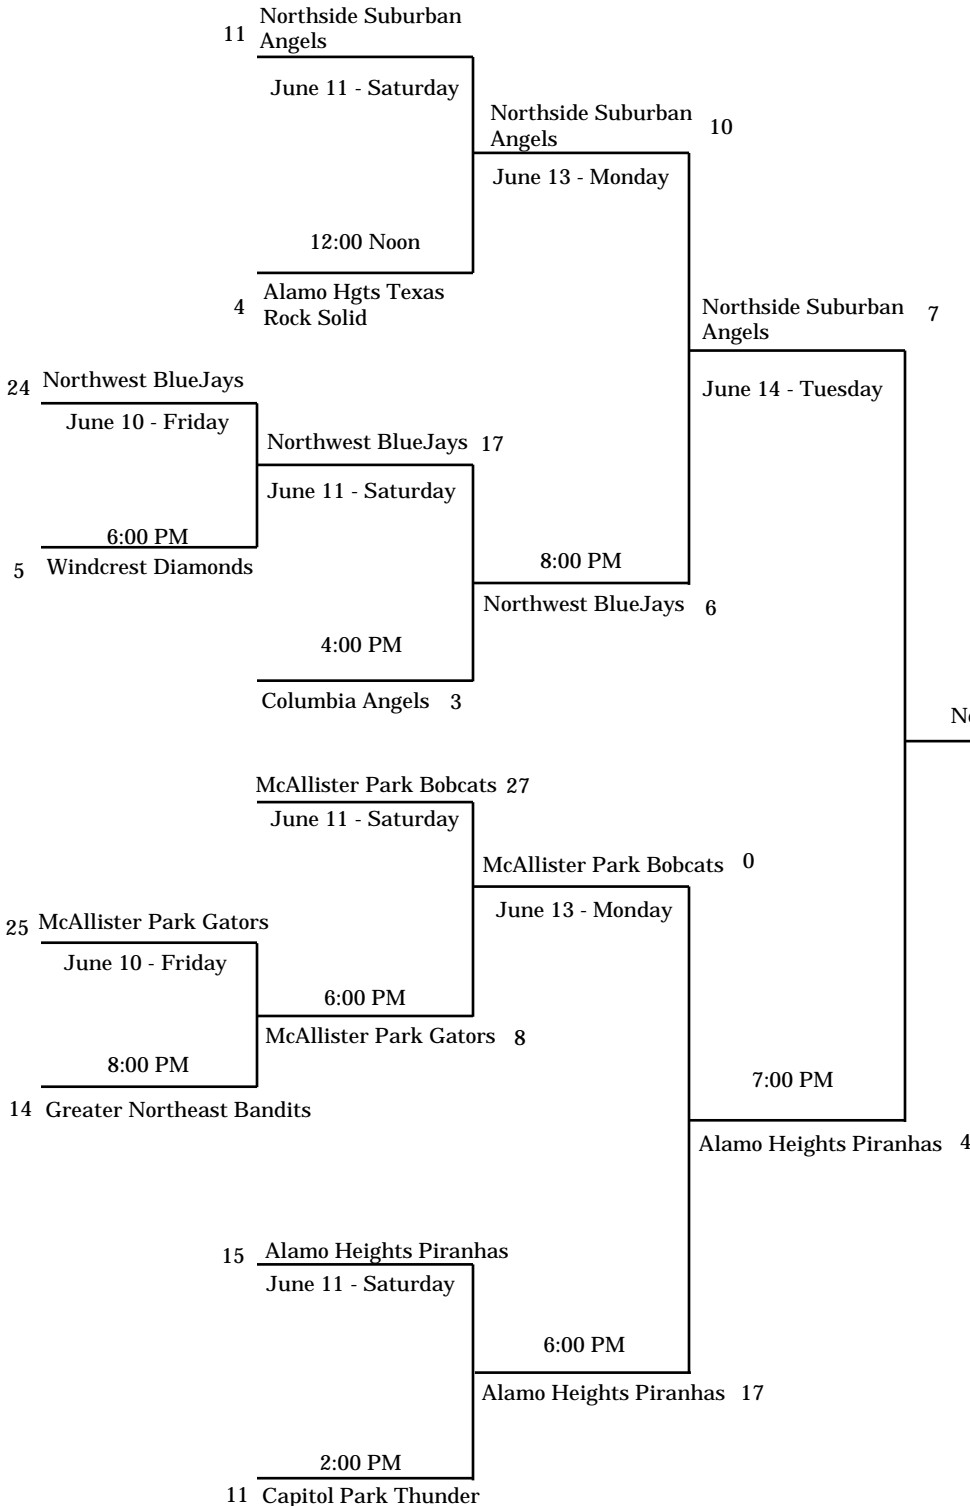 Northside Suburban
11 Angels
June 11 - Saturday
Northside Suburban 10
Angels
June 13 - Monday
12:00 Noon
Alamo Hgts Texas
4 Rock Solid
Northside Suburban 7
Angels
24 Northwest BlueJays
June 14 - Tuesday
June 10 - Friday
Northwest BlueJays 17
June 11 - Saturday
6:00 PM
5 Windcrest Diamonds
8:00 PM
Northwest BlueJays 6
4:00 PM
Columbia Angels 3
McAllister Park Bobcats 27
June 11 - Saturday
McAllister Park Bobcats 0
June 13 - Monday
25 McAllister Park Gators
June 10 - Friday
6:00 PM
McAllister Park Gators 8
8:00 PM
7:00 PM
14 Greater Northeast Bandits
Alamo Heights Piranhas 4
15 Alamo Heights Piranhas
June 11 - Saturday
6:00 PM
Alamo Heights Piranhas 17
2:00 PM
11 Capitol Park Thunder